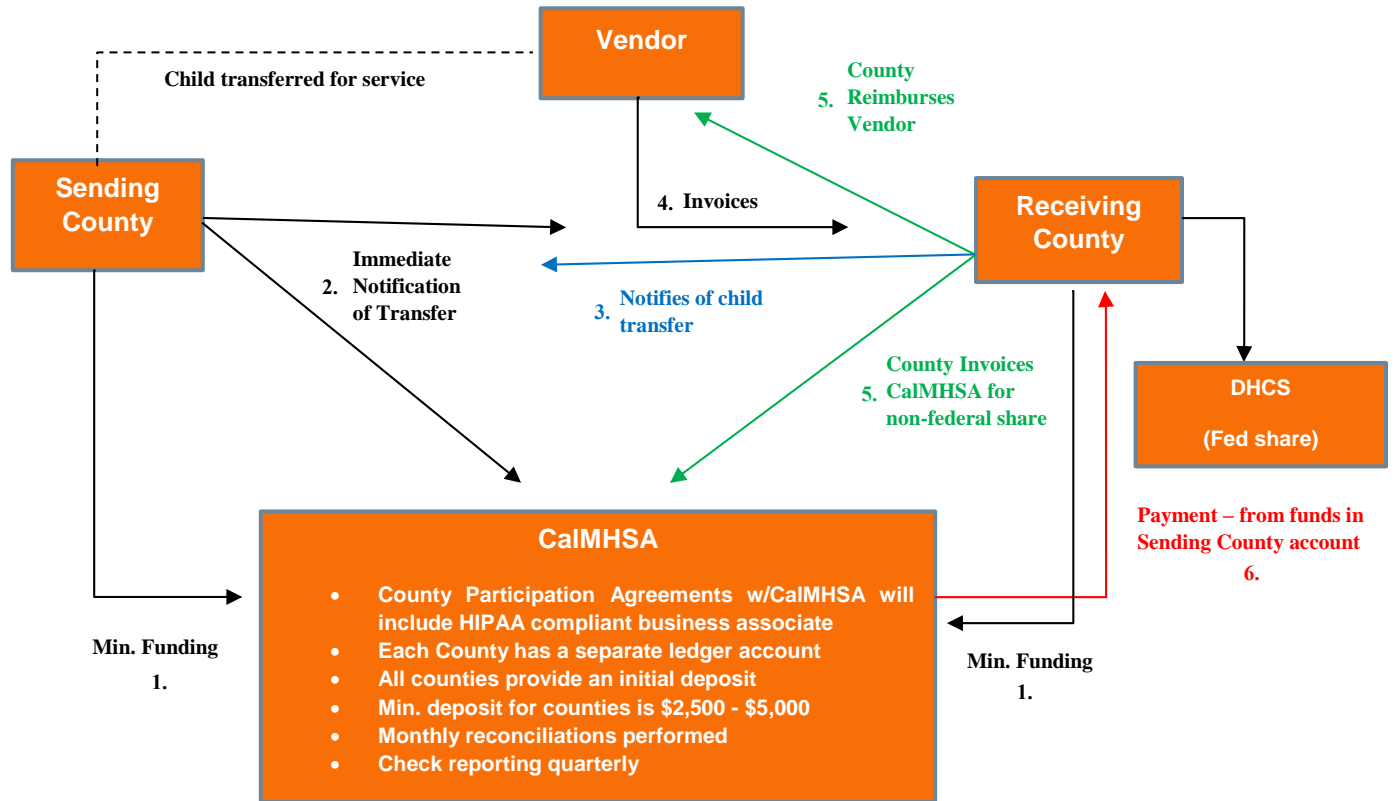 Vendor
Child transferred for service
County
5. Reimburses
Vendor
Sending
County
4. Invoices
Receiving
County
Immediate
2. Notification
of Transfer
3. Notifies of child
transfer
County Invoices
5. CalMHSA for
non-federal share
DHCS
(Fed share)
Payment – from funds in
Sending County account
6.
CalMHSA
• County Participation Agreements w/CalMHSA will
include HIPAA compliant business associate
• Each County has a separate ledger account
• All counties provide an initial deposit
• Min. deposit for counties is $2,500 - $5,000
• Monthly reconciliations performed
• Check reporting quarterly
Min. Funding
1.
Min. Funding
1.